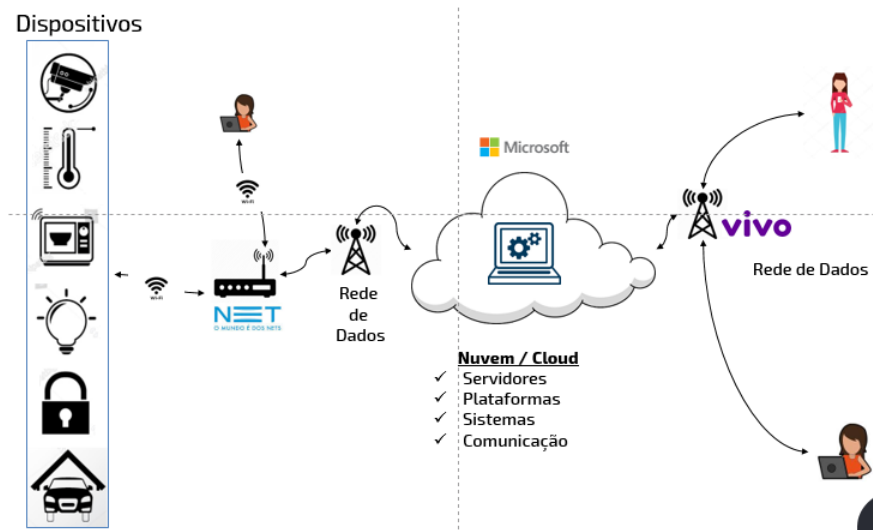 Dispositivos
Microsoft
Wi-Fi
vivo
Rede de Dados
Wi-Fi
NET
O MUNDO É DOS NETS
Rede
de
Dados
Nuvem / Cloud
✓ Servidores
✓ Plataformas
✓ Sistemas
✓ Comunicação